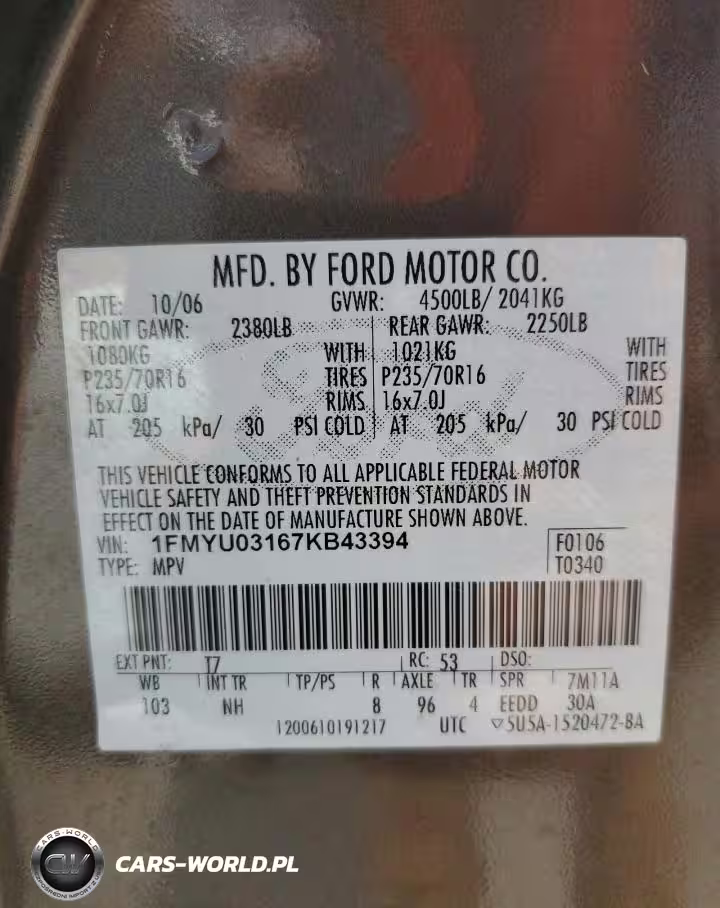 MFD. BY FORD MOTOR CO.
DATE: 10/06 GVWR: 4500LB/ 2041KG
FRONT GAWR: 2380LB REAR GAWR: 2250LB
1080KG WITH 1021KG WITH
P235/70R16 TIRES P235/70R16 TIRES
16x7.0J RIMS 16x7.0J RIMS
AT 205 kPa/ 30 PSI COLD AT 205 kPa/ 30 PSI COLD
THIS VEHICLE CONFORMS TO ALL APPLICABLE FEDERAL MOTOR
VEHICLE SAFETY AND THEFT PREVENTION STANDARDS IN
EFFECT ON THE DATE OF MANUFACTURE SHOWN ABOVE.
VIN: 1FMYU03167KB43394 F0106
TYPE: MPV T0340
EXT PNT: T7 RC: 53 DSO:
WB INT TR TP/PS R AXLE TR SPR 7M11A
103 NH 8 96 4 EEDD 30A
1200610191217 UTC ▽5U5A-1520472-BA
CARS-WORLD
CW
CARS-WORLD.PL